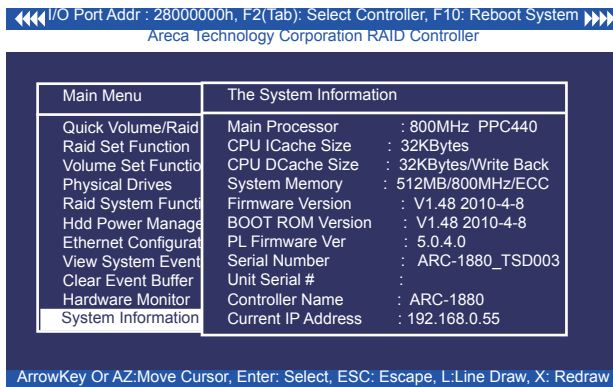 I/O Port Addr : 28000000h, F2(Tab): Select Controller, F10: Reboot System
Areca Technology Corporation RAID Controller
Main Menu
Quick Volume/Raid
Raid Set Function
Volume Set Functio
Physical Drives
Raid System Functi
Hdd Power Manage
Ethernet Configurat
View System Event
Clear Event Buffer
Hardware Monitor
System Information
The System Information
Main Processor : 800MHz PPC440
CPU ICache Size : 32KBytes
CPU DCache Size : 32KBytes/Write Back
System Memory : 512MB/800MHz/ECC
Firmware Version : V1.48 2010-4-8
BOOT ROM Version : V1.48 2010-4-8
PL Firmware Ver : 5.0.4.0
Serial Number : ARC-1880_TSD003
Unit Serial # :
Controller Name : ARC-1880
Current IP Address : 192.168.0.55
ArrowKey Or AZ:Move Cursor, Enter: Select, ESC: Escape, L:Line Draw, X: Redraw